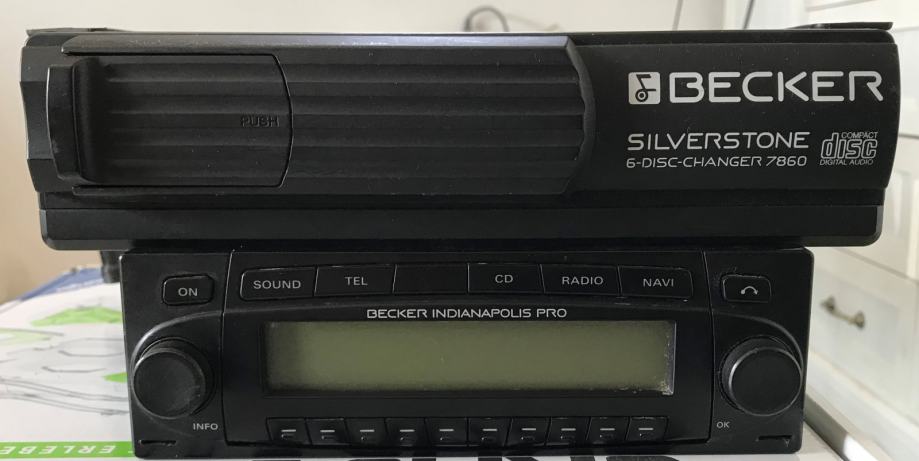 PUSH
BECKER
SILVERSTONE
6-DISC-CHANGER 7860
COMPACT
disc
DIGITAL AUDIO
ON
SOUND
TEL
CD
RADIO
NAVI
BECKER INDIANAPOLIS PRO
INFO
OK
ERLEBE